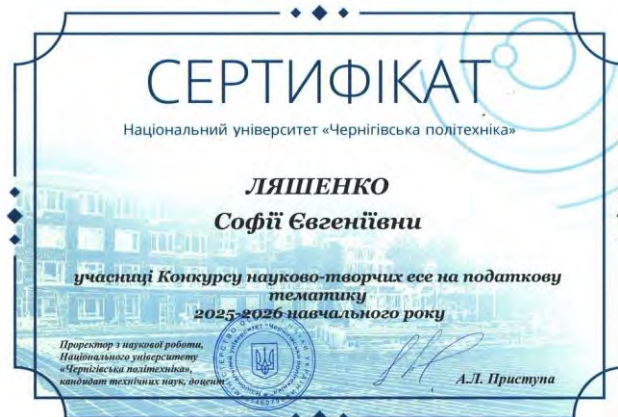 СЕРТИФІКАТ
Національний університет «Чернігівська політехніка»
ЛЯШЕНКО
Софії Євгеніївни
учасниці Конкурсу науково-творчих есе на податкову
тематику
2025-2026 навчального року
Проректор з наукової роботи,
Національного університету
«Чернігівська політехніка»,
кандидат технічних наук, доцент
А.Л. Приступа